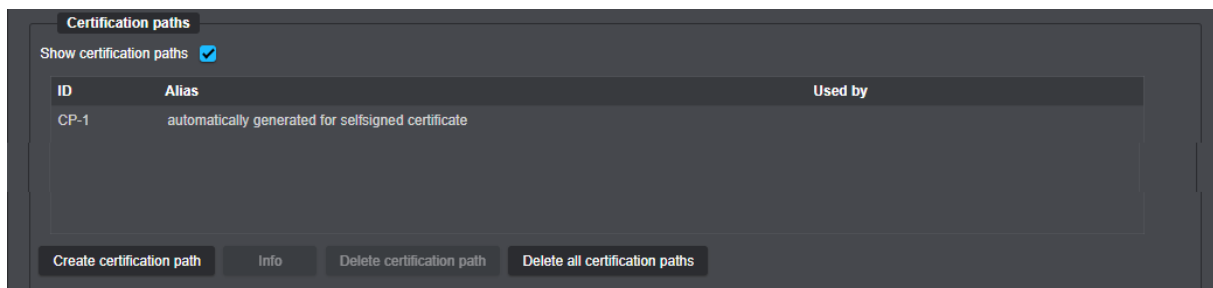 Certification paths
Show certification paths
ID Alias Used by
CP-1 automatically generated for selfsigned certificate
Create certification path Info Delete certification path Delete all certification paths